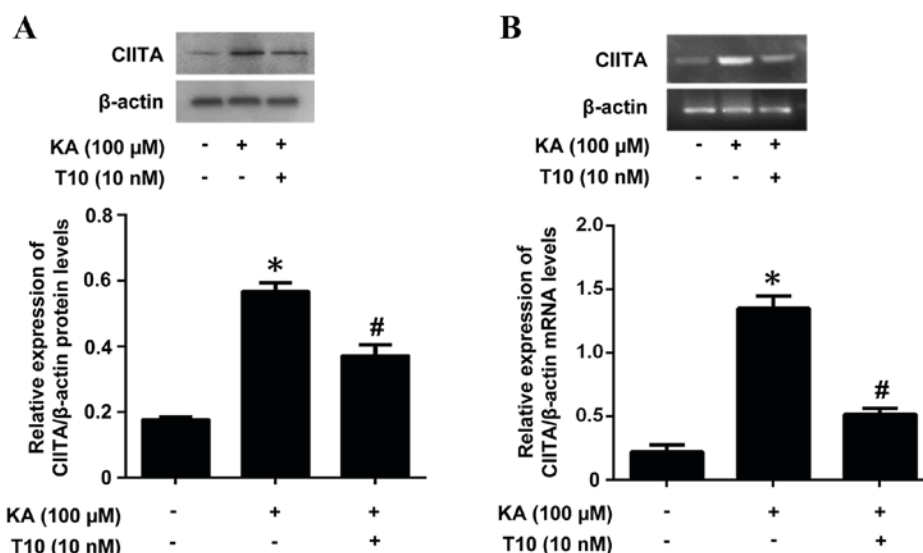 A
CIITA
β-actin
KA (100 µM) - + +
T10 (10 nM) - - +
Relative expression of
CIITA/β-actin protein levels
0.8
0.6
0.4
0.2
0
*
#
KA (100 µM) - + +
T10 (10 nM) - - +
B
CIITA
β-actin
KA (100 µM) - + +
T10 (10 nM) - - +
Relative expression of
CIITA/β-actin mRNA levels
2.0
1.5
1.0
0.5
0
*
#
KA (100 µM) - + +
T10 (10 nM) - - +